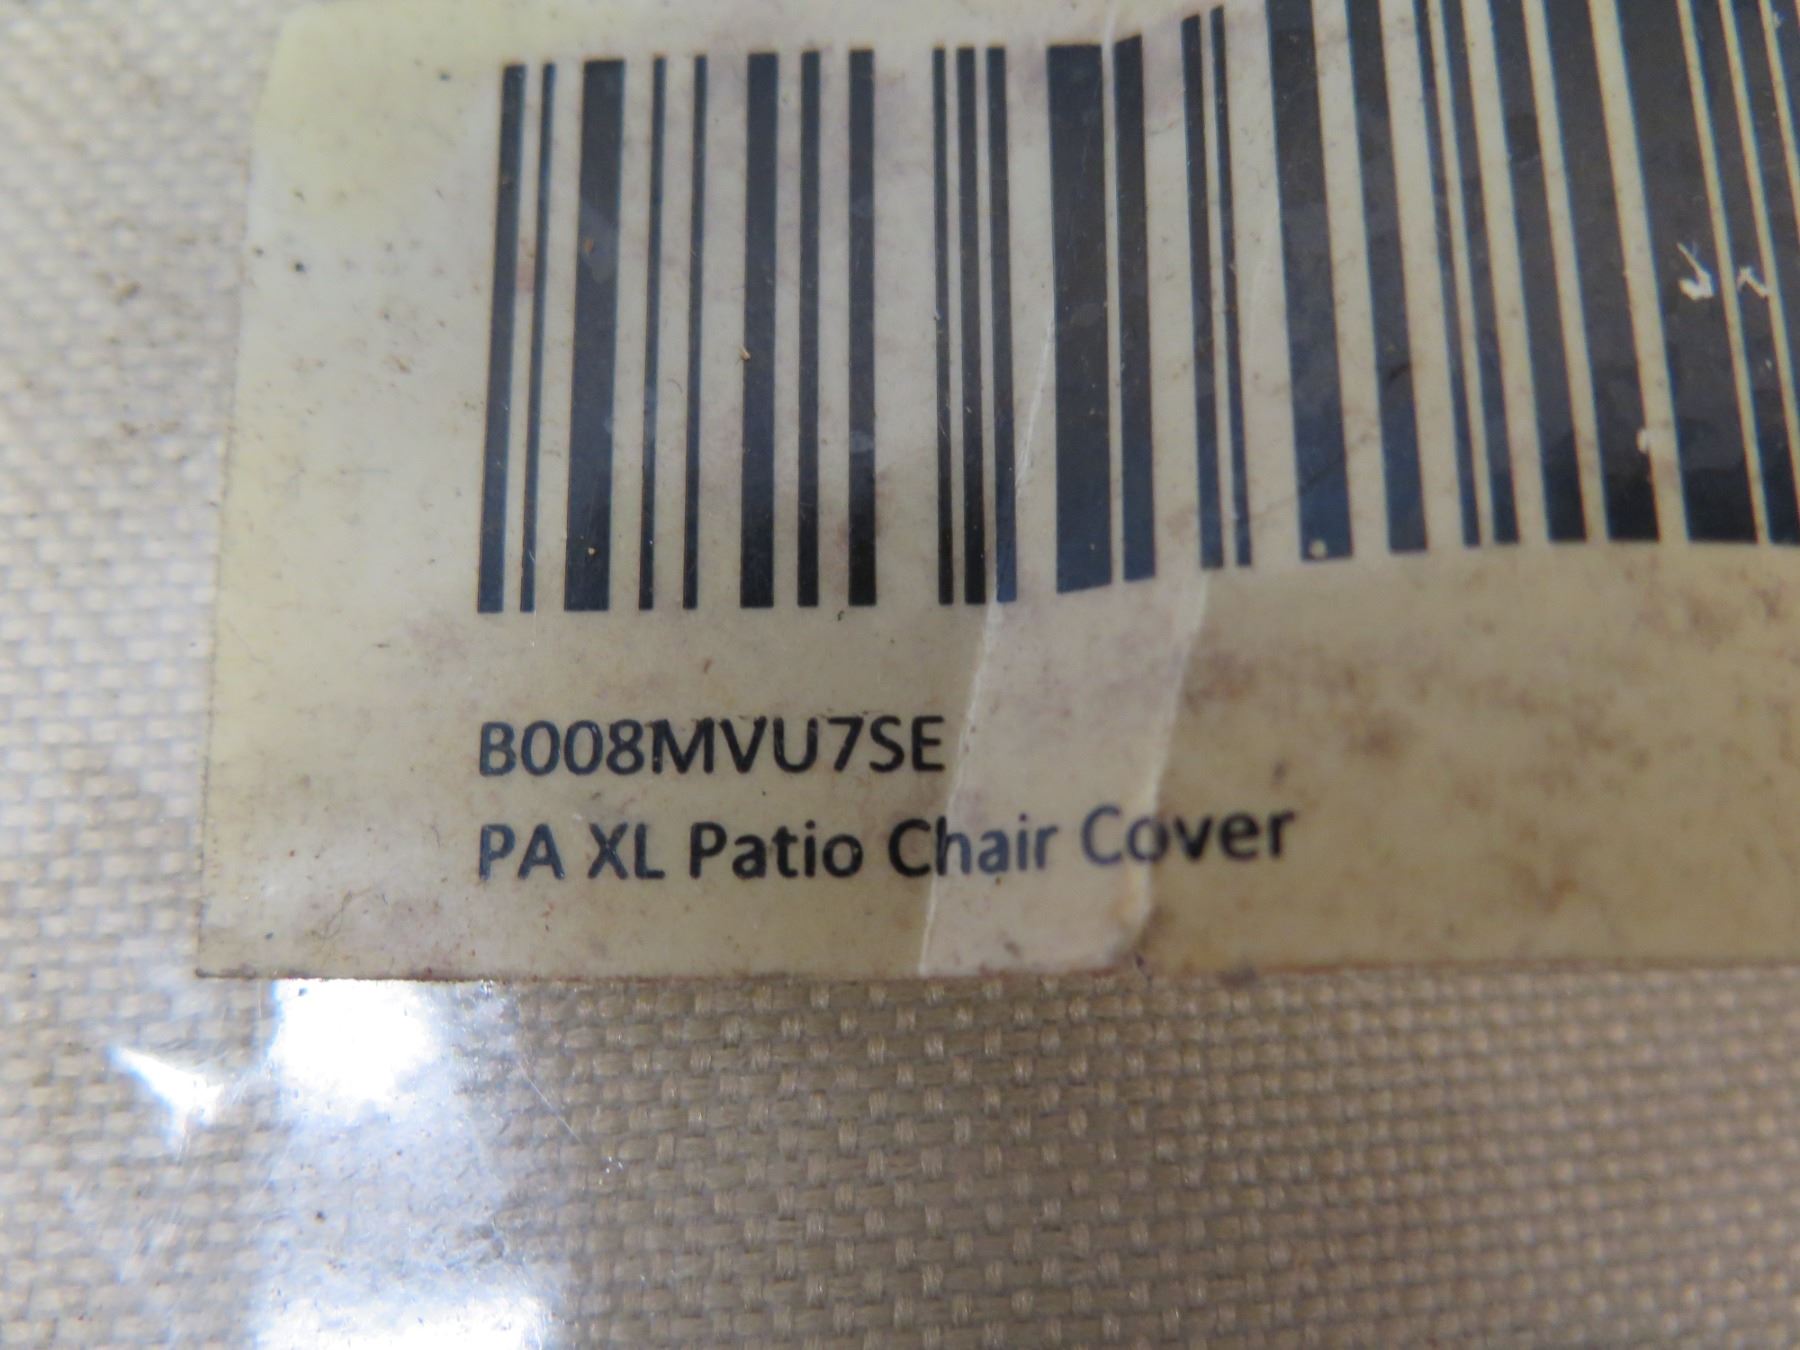 B008MVU7SE
PA XL Patio Chair Cover